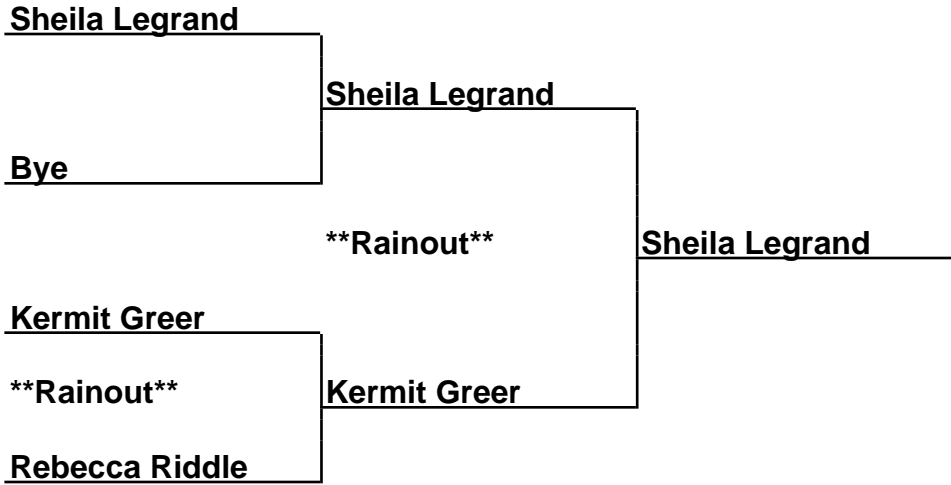 Sheila Legrand
Sheila Legrand
Bye
**Rainout**
Sheila Legrand
Kermit Greer
**Rainout**
Kermit Greer
Rebecca Riddle